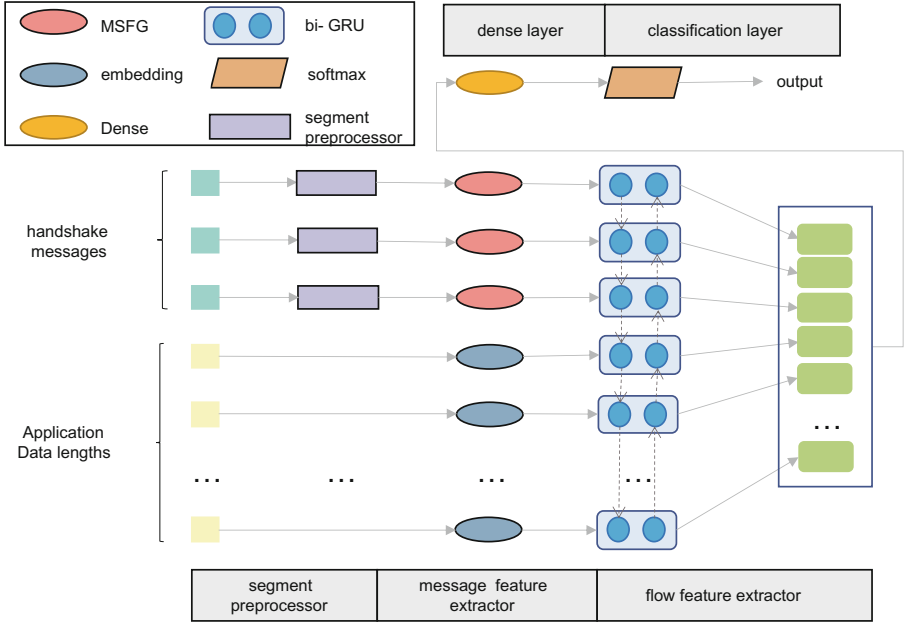 MSFG
bi- GRU
embedding
softmax
Dense
segment
preprocessor
dense layer
classification layer
output
handshake
messages
Application
Data lengths
...
...
...
...
...
segment
preprocessor
message feature
extractor
flow feature extractor